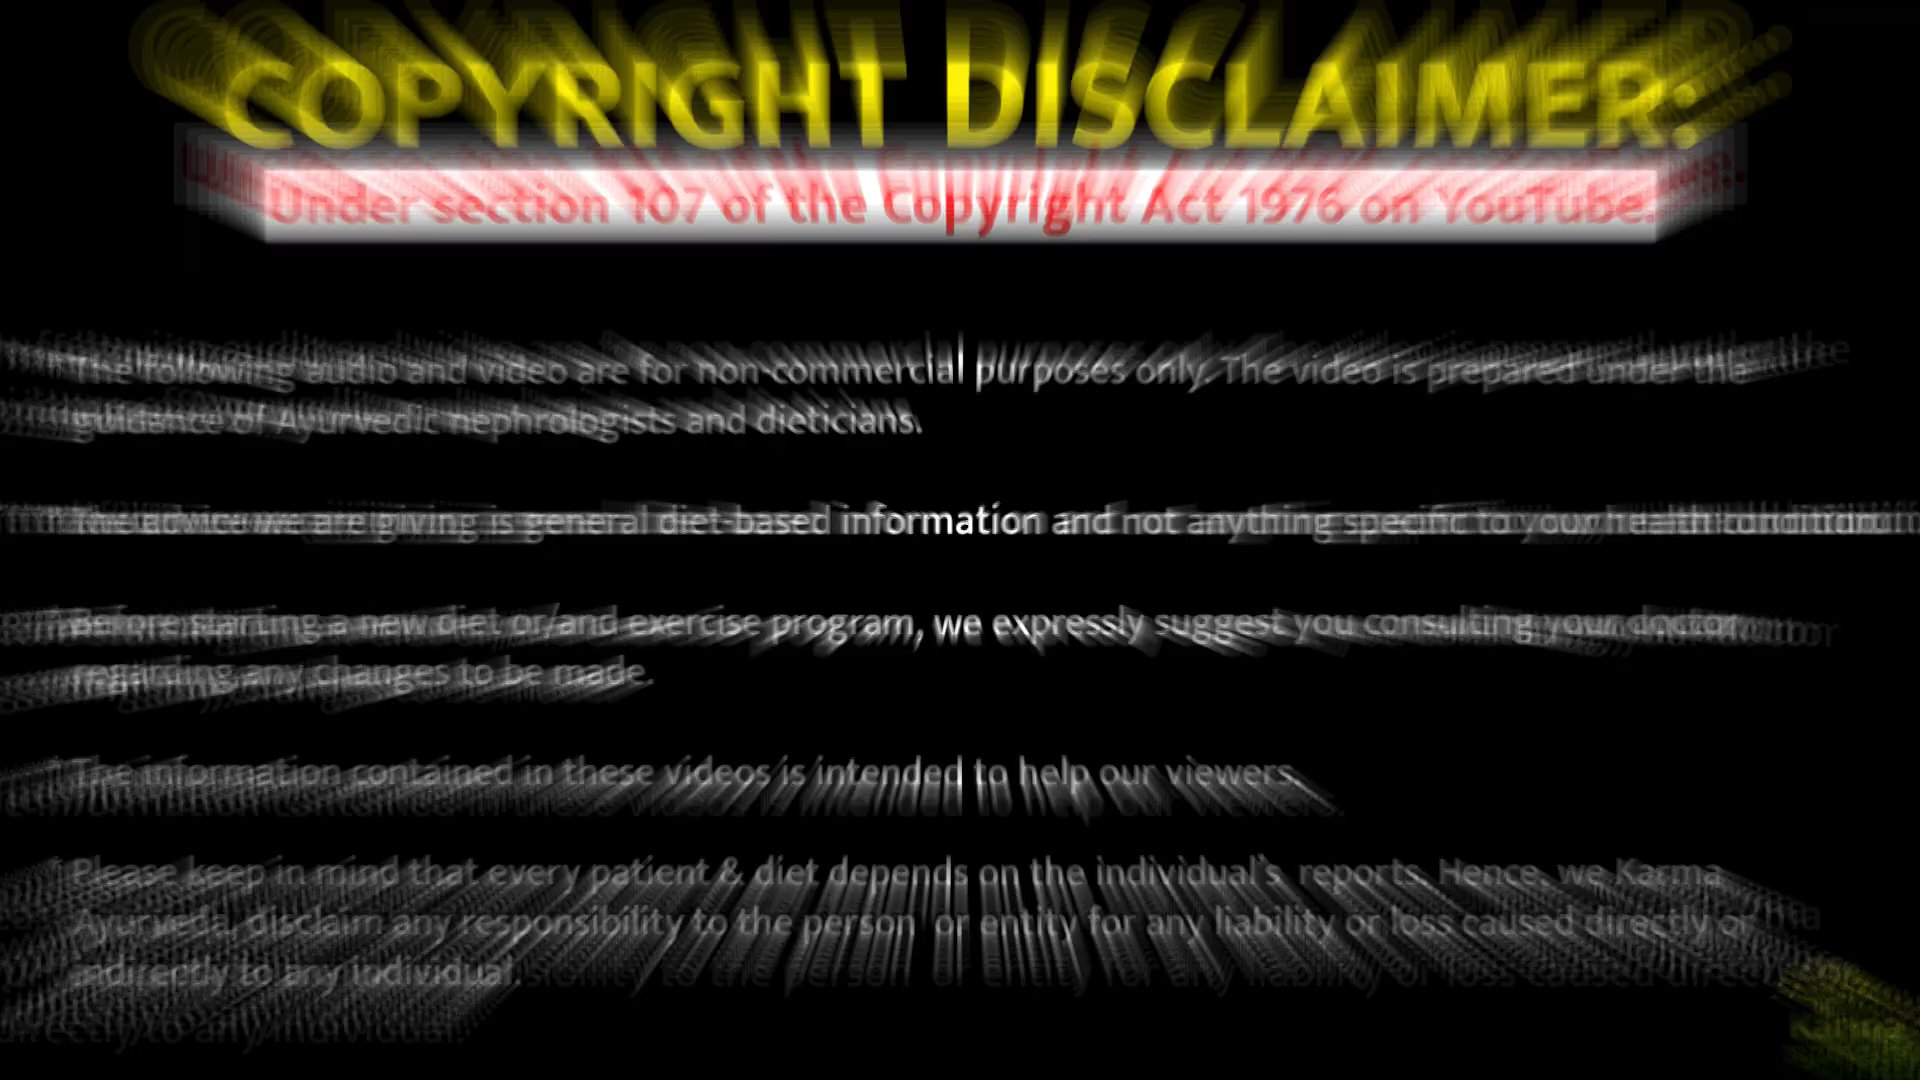 COPYRIGHT DISCLAIMER:
Under section 107 of the Copyright Act 1976 on YouTube.
The following audio and video are for non-commercial purposes only. The video is prepared under the
guidance of Ayurvedic nephrologists and dieticians.
The advice we are giving is general diet-based information and not anything specific to your health condition.
Before starting a new diet or/and exercise program, we expressly suggest you consulting your doctor
regarding any changes to be made.
The information contained in these videos is intended to help our viewers.
Please keep in mind that every patient & diet depends on the individual's reports. Hence, we Karma
Ayurveda, disclaim any responsibility to the person or entity for any liability or loss caused directly or
indirectly to any individual.